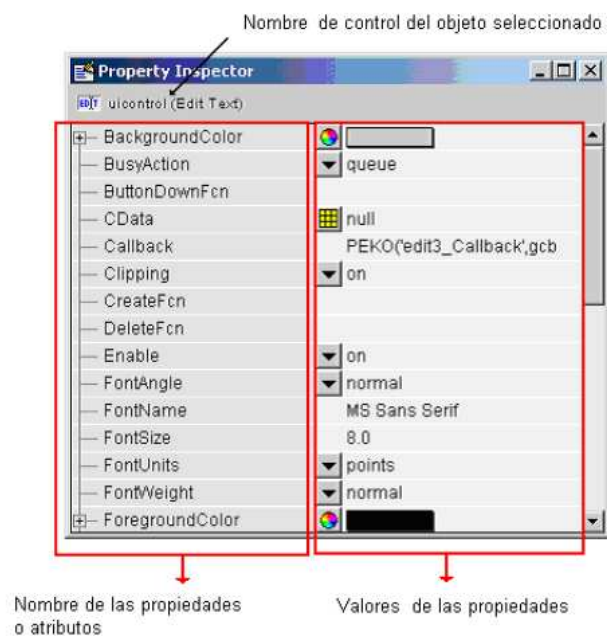 Nombre de control del objeto seleccionado
Property Inspector
EDIT uicontrol (Edit Text)
BackgroundColor
BusyAction queue
ButtonDownFcn
CData null
Callback PEKO('edit3_Callback',gcb
Clipping on
CreateFcn
DeleteFcn
Enable on
FontAngle normal
FontName MS Sans Serif
FontSize 8.0
FontUnits points
FontWeight normal
ForegroundColor
Nombre de las propiedades
o atributos
Valores de las propiedades